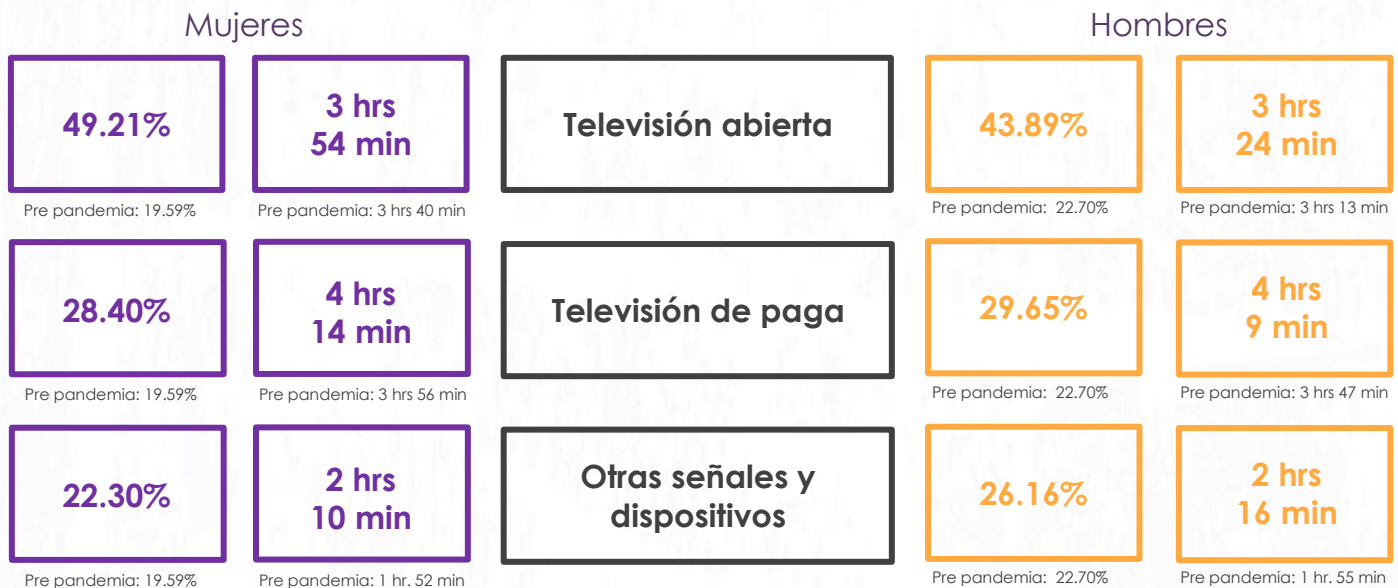 Mujeres
Hombres
49.21%
3 hrs
54 min
Televisión abierta
43.89%
3 hrs
24 min
Pre pandemia: 19.59%
Pre pandemia: 3 hrs 40 min
Pre pandemia: 22.70%
Pre pandemia: 3 hrs 13 min
28.40%
4 hrs
14 min
Televisión de paga
29.65%
4 hrs
9 min
Pre pandemia: 19.59%
Pre pandemia: 3 hrs 56 min
Pre pandemia: 22.70%
Pre pandemia: 3 hrs 47 min
22.30%
2 hrs
10 min
Otras señales y
dispositivos
26.16%
2 hrs
16 min
Pre pandemia: 19.59%
Pre pandemia: 1 hr. 52 min
Pre pandemia: 22.70%
Pre pandemia: 1 hr. 55 min